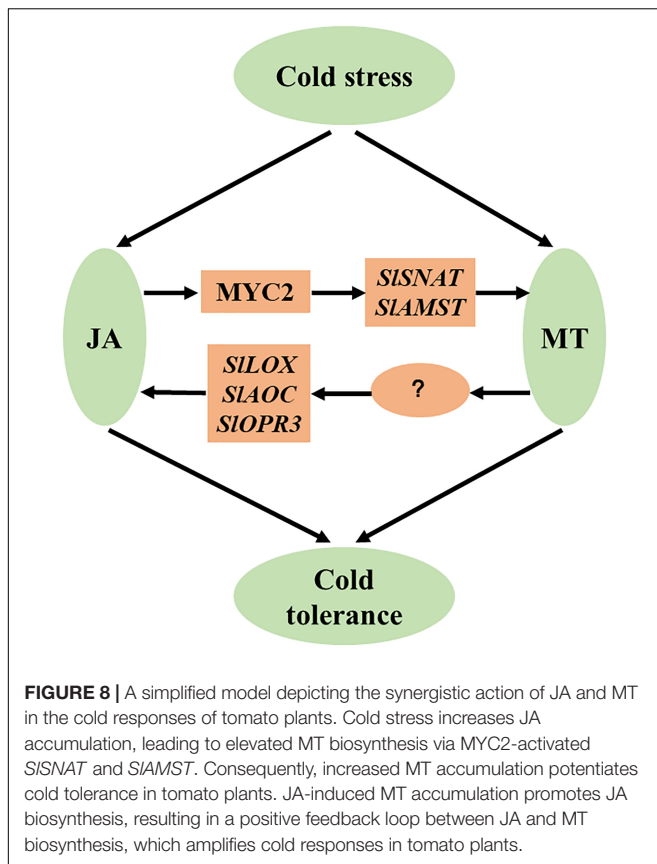 Cold stress
JA
MYC2
SlSNAT
SlAMST
MT
SlLOX
SlAOC
SlOPR3
?
Cold
tolerance
FIGURE 8 | A simplified model depicting the synergistic action of JA and MT
in the cold responses of tomato plants. Cold stress increases JA
accumulation, leading to elevated MT biosynthesis via MYC2-activated
SlSNAT and SlAMST. Consequently, increased MT accumulation potentiates
cold tolerance in tomato plants. JA-induced MT accumulation promotes JA
biosynthesis, resulting in a positive feedback loop between JA and MT
biosynthesis, which amplifies cold responses in tomato plants.